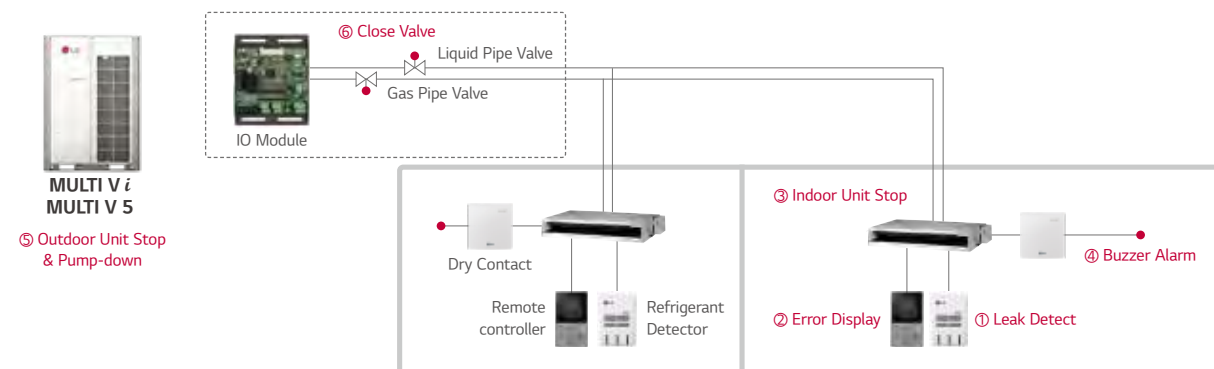 LG
MULTI V i
MULTI V 5
⑤ Outdoor Unit Stop
& Pump-down
⑥ Close Valve
Liquid Pipe Valve
Gas Pipe Valve
IO Module
Dry Contact
Remote
controller
Refrigerant
Detector
③ Indoor Unit Stop
④ Buzzer Alarm
② Error Display
① Leak Detect